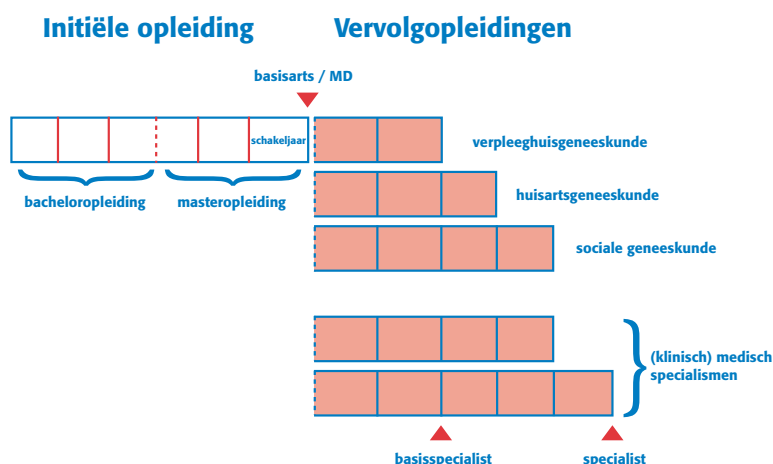 Initiële opleiding
Vervolgopleidingen
basisarts / MD
schakeljaar
verpleeghuisgeneeskunde
bacheloropleiding
masteropleiding
huisartsgeneeskunde
sociale geneeskunde
(klinisch) medisch
specialismen
basisspecialist
specialist